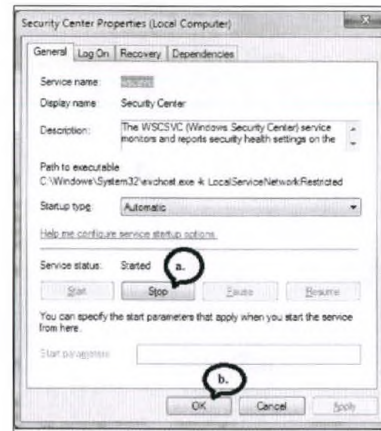 Security Center Properties (Local Computer)
General Log On Recovery Dependencies
Service name:
Display name: Security Center
Description: The WSCSVC (Windows Security Center) service
monitors and reports security health settings on the
Path to executable
C:\Windows\System32\svchost.exe -k LocalServiceNetworkRestricted
Startup type: Automatic
Help me configure service startup options.
Service status: Started
a.
Start Stop Pause Resume
You can specify the start parameters that apply when you start the service
from here.
Start parameters
b.
OK Cancel Apply